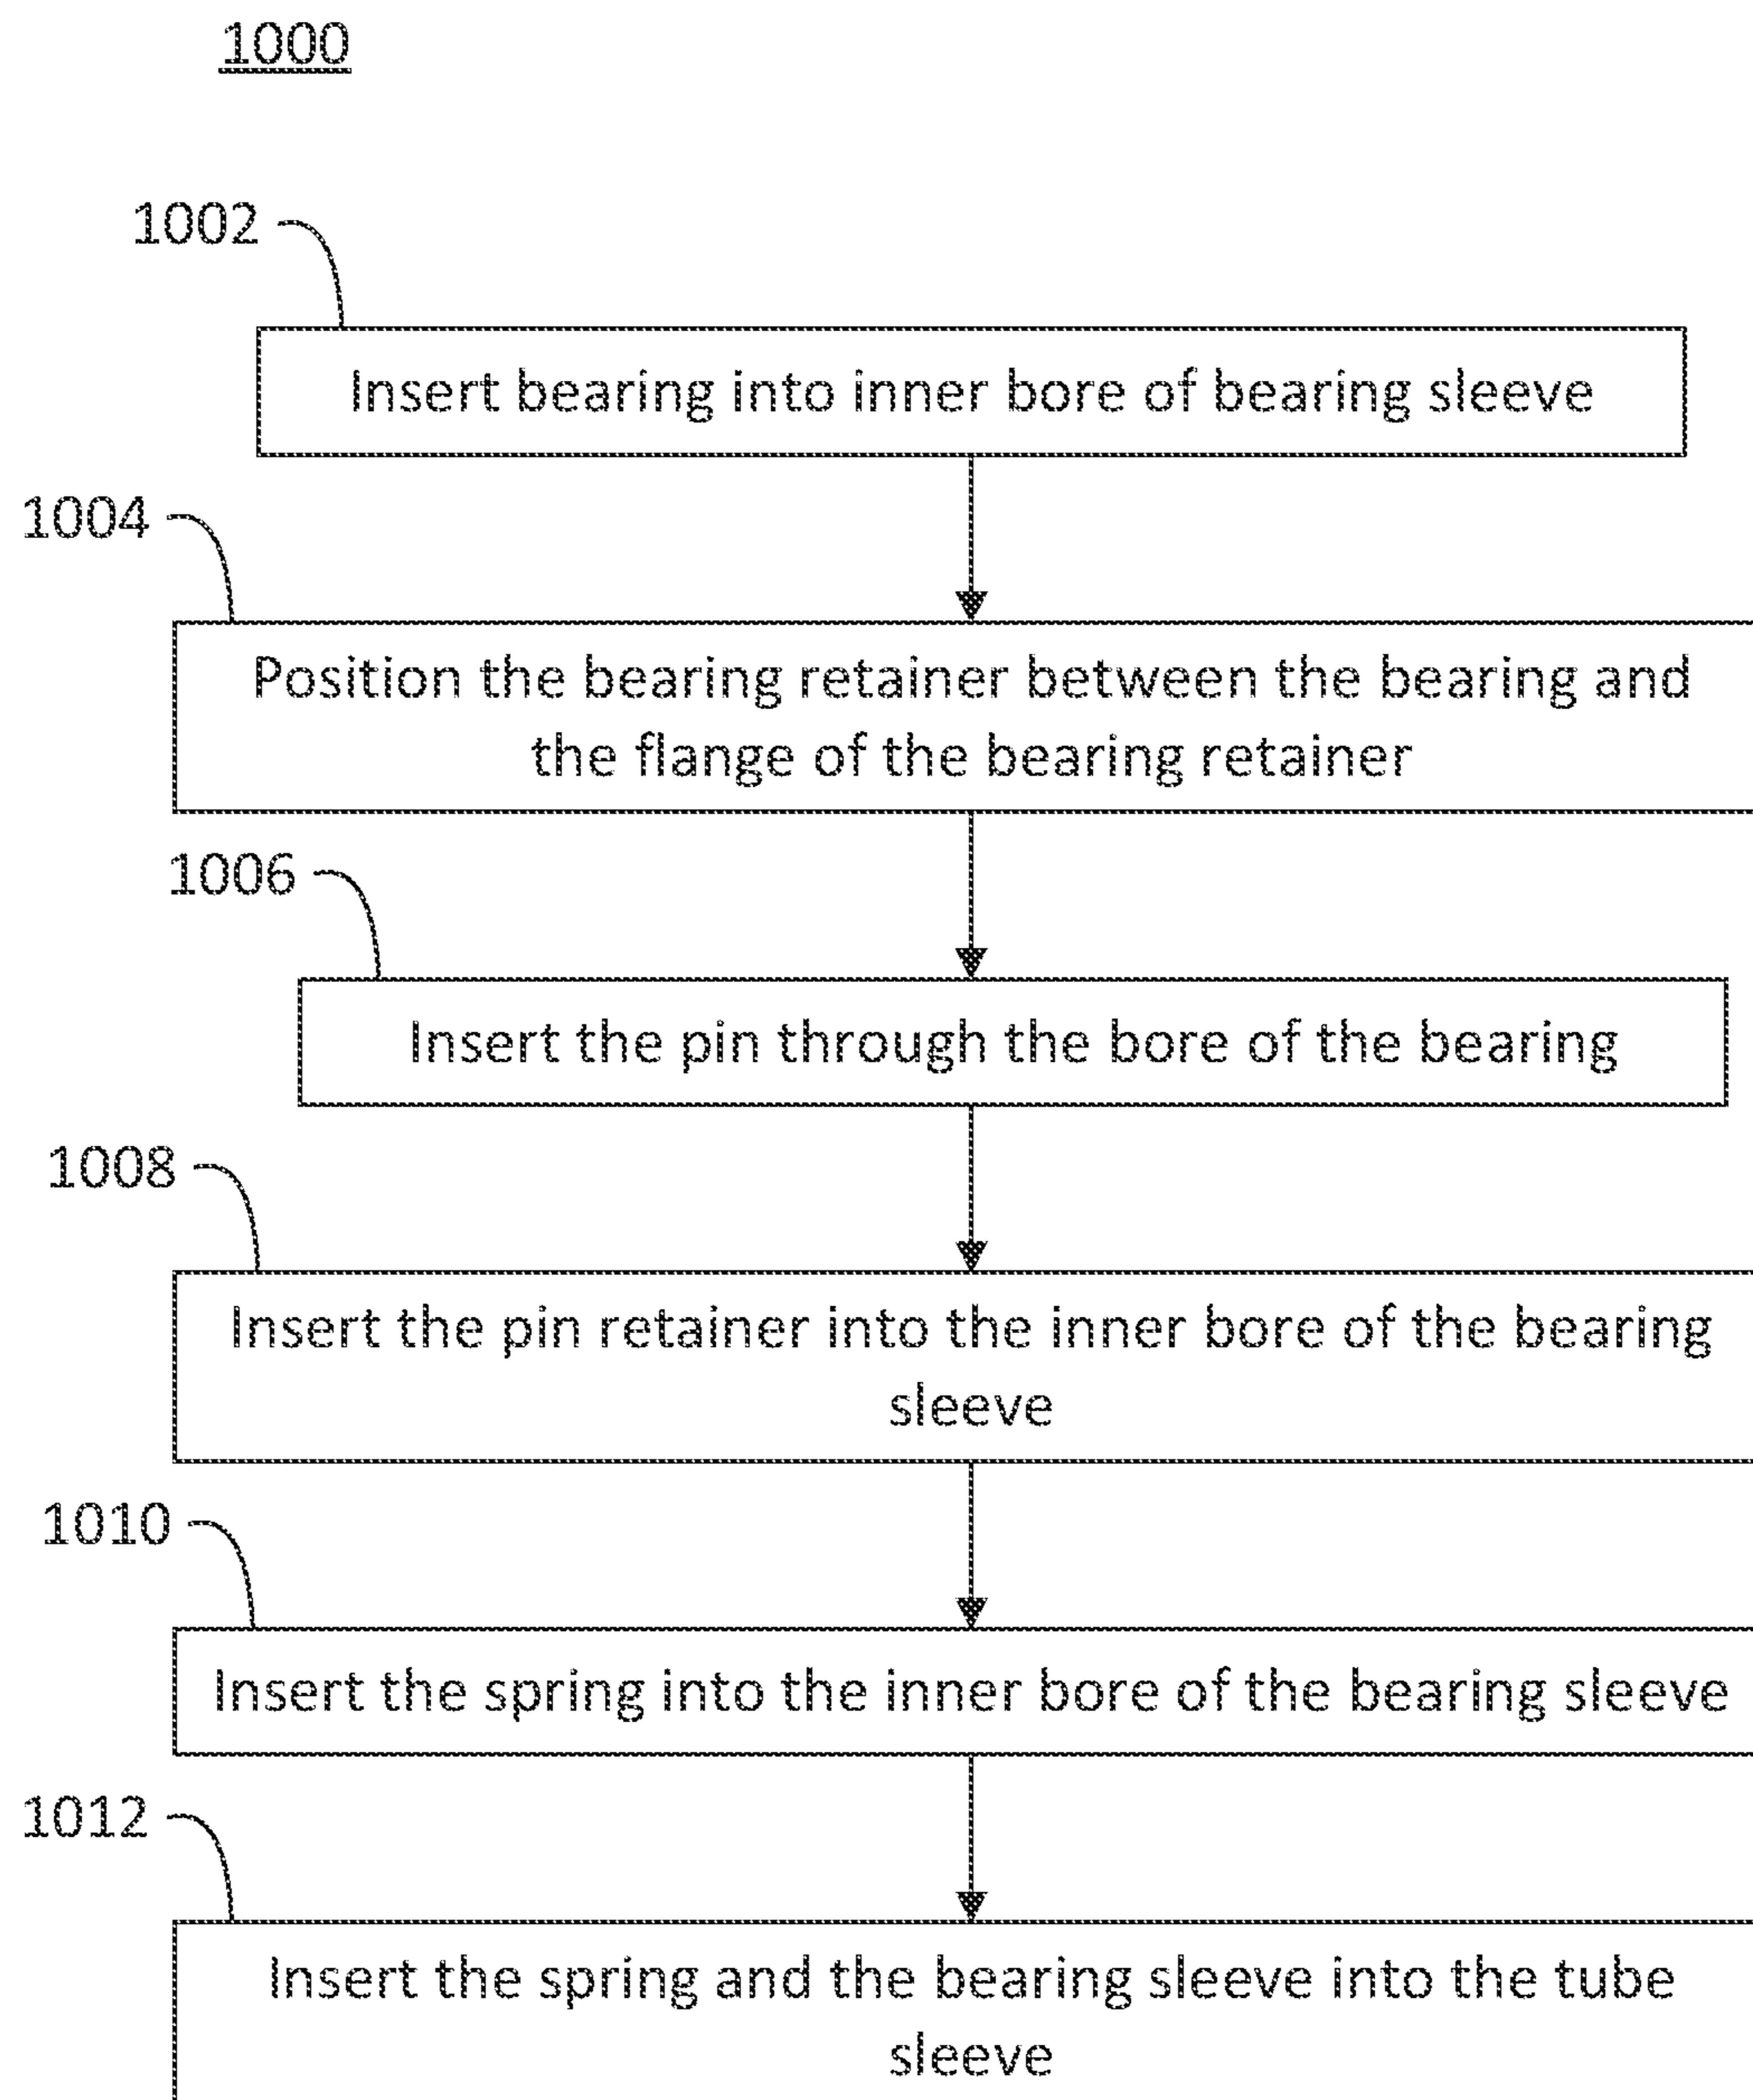 1000
1002
Insert bearing into inner bore of bearing sleeve
1004
Position the bearing retainer between the bearing and
the flange of the bearing retainer
1006
Insert the pin through the bore of the bearing
1008
Insert the pin retainer into the inner bore of the bearing
sleeve
1010
Insert the spring into the inner bore of the bearing sleeve
1012
Insert the spring and the bearing sleeve into the tube
sleeve